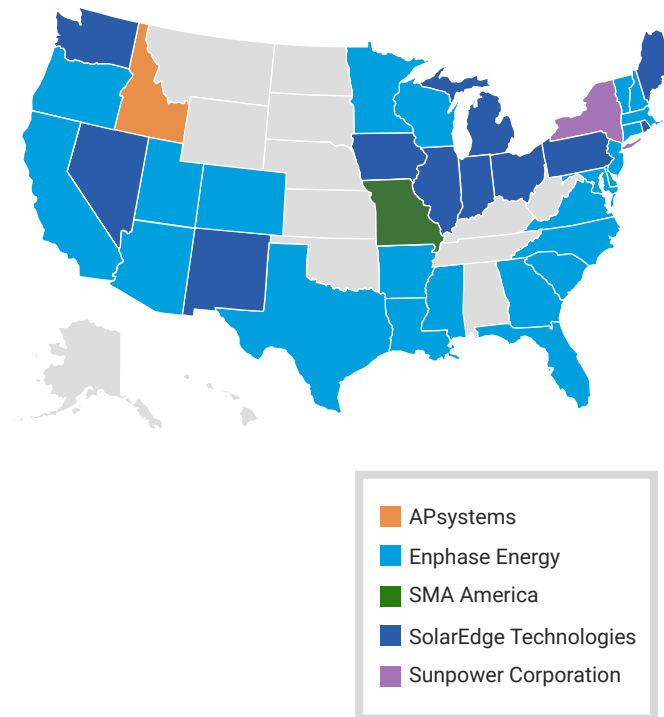 APsystems
Enphase Energy
SMA America
SolarEdge Technologies
Sunpower Corporation